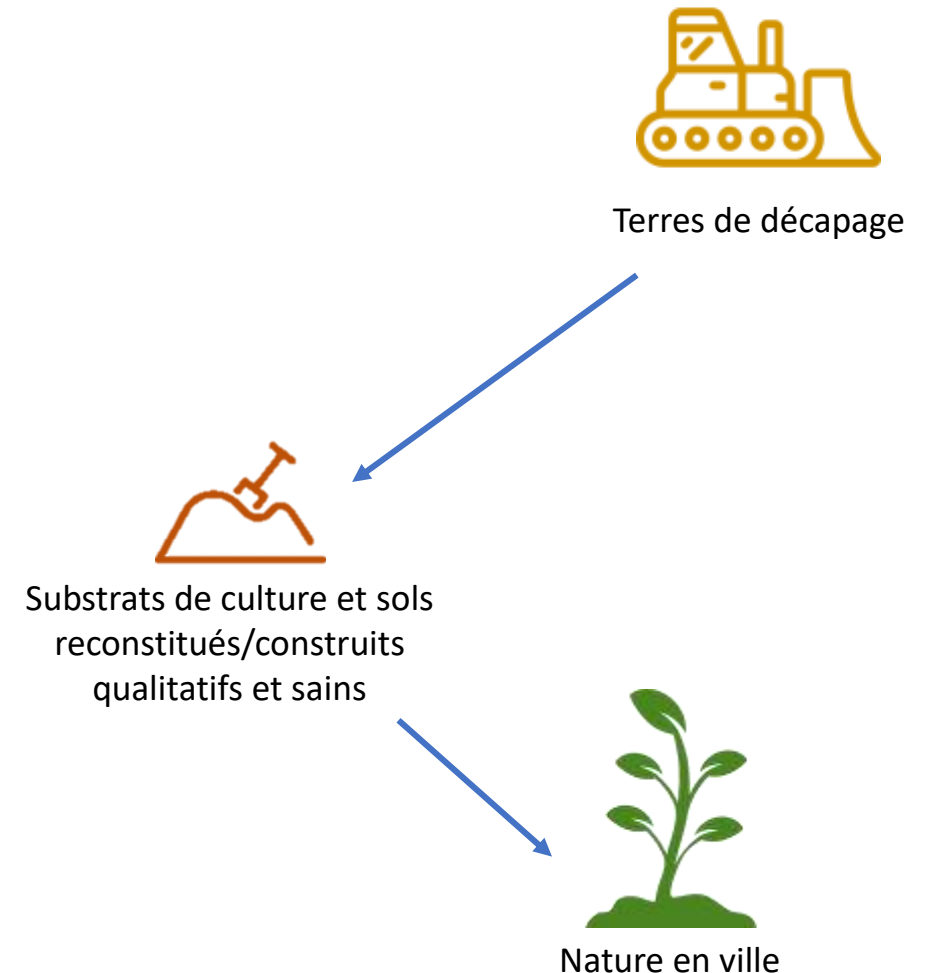 Terres de décapage
Substrats de culture et sols
reconstitués/construits
qualitatifs et sains
Nature en ville